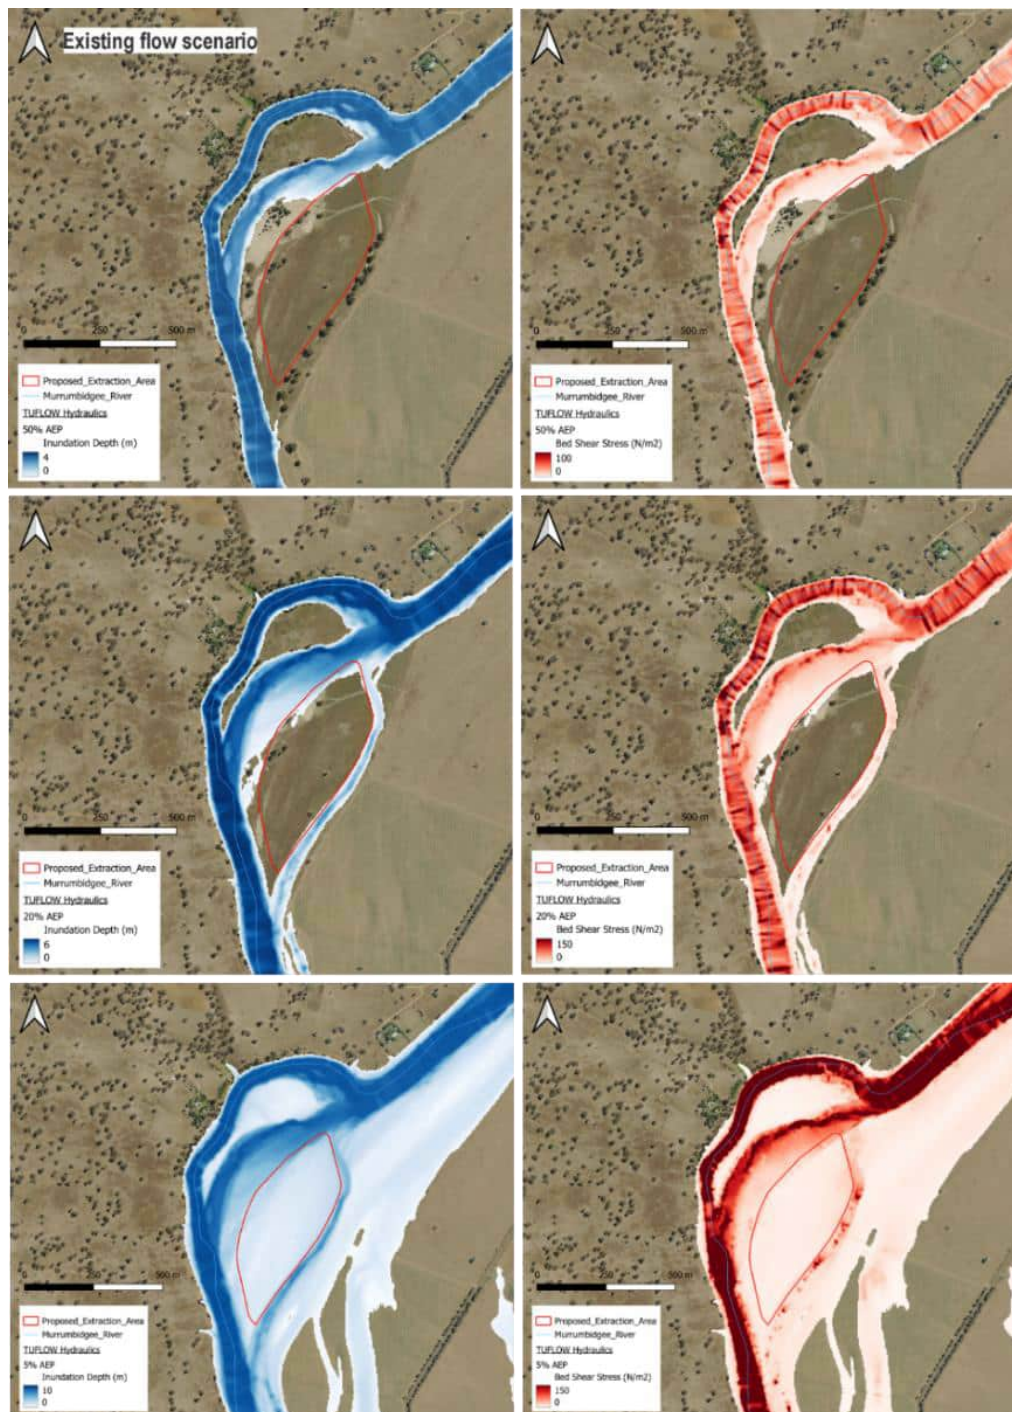 Existing flow scenario
0 250 500 m
Proposed_Extraction_Area
Murrumbidgee_River
TUFLOW Hydraulics
50% AEP
Inundation Depth (m)
4
0
0 250 500 m
Proposed_Extraction_Area
Murrumbidgee_River
TUFLOW Hydraulics
50% AEP
Bed Shear Stress (N/m2)
100
0
0 250 500 m
Proposed_Extraction_Area
Murrumbidgee_River
TUFLOW Hydraulics
20% AEP
Inundation Depth (m)
6
0
0 250 500 m
Proposed_Extraction_Area
Murrumbidgee_River
TUFLOW Hydraulics
20% AEP
Bed Shear Stress (N/m2)
150
0
0 250 500 m
Proposed_Extraction_Area
Murrumbidgee_River
TUFLOW Hydraulics
5% AEP
Inundation Depth (m)
10
0
0 250 500 m
Proposed_Extraction_Area
Murrumbidgee_River
TUFLOW Hydraulics
5% AEP
Bed Shear Stress (N/m2)
150
0